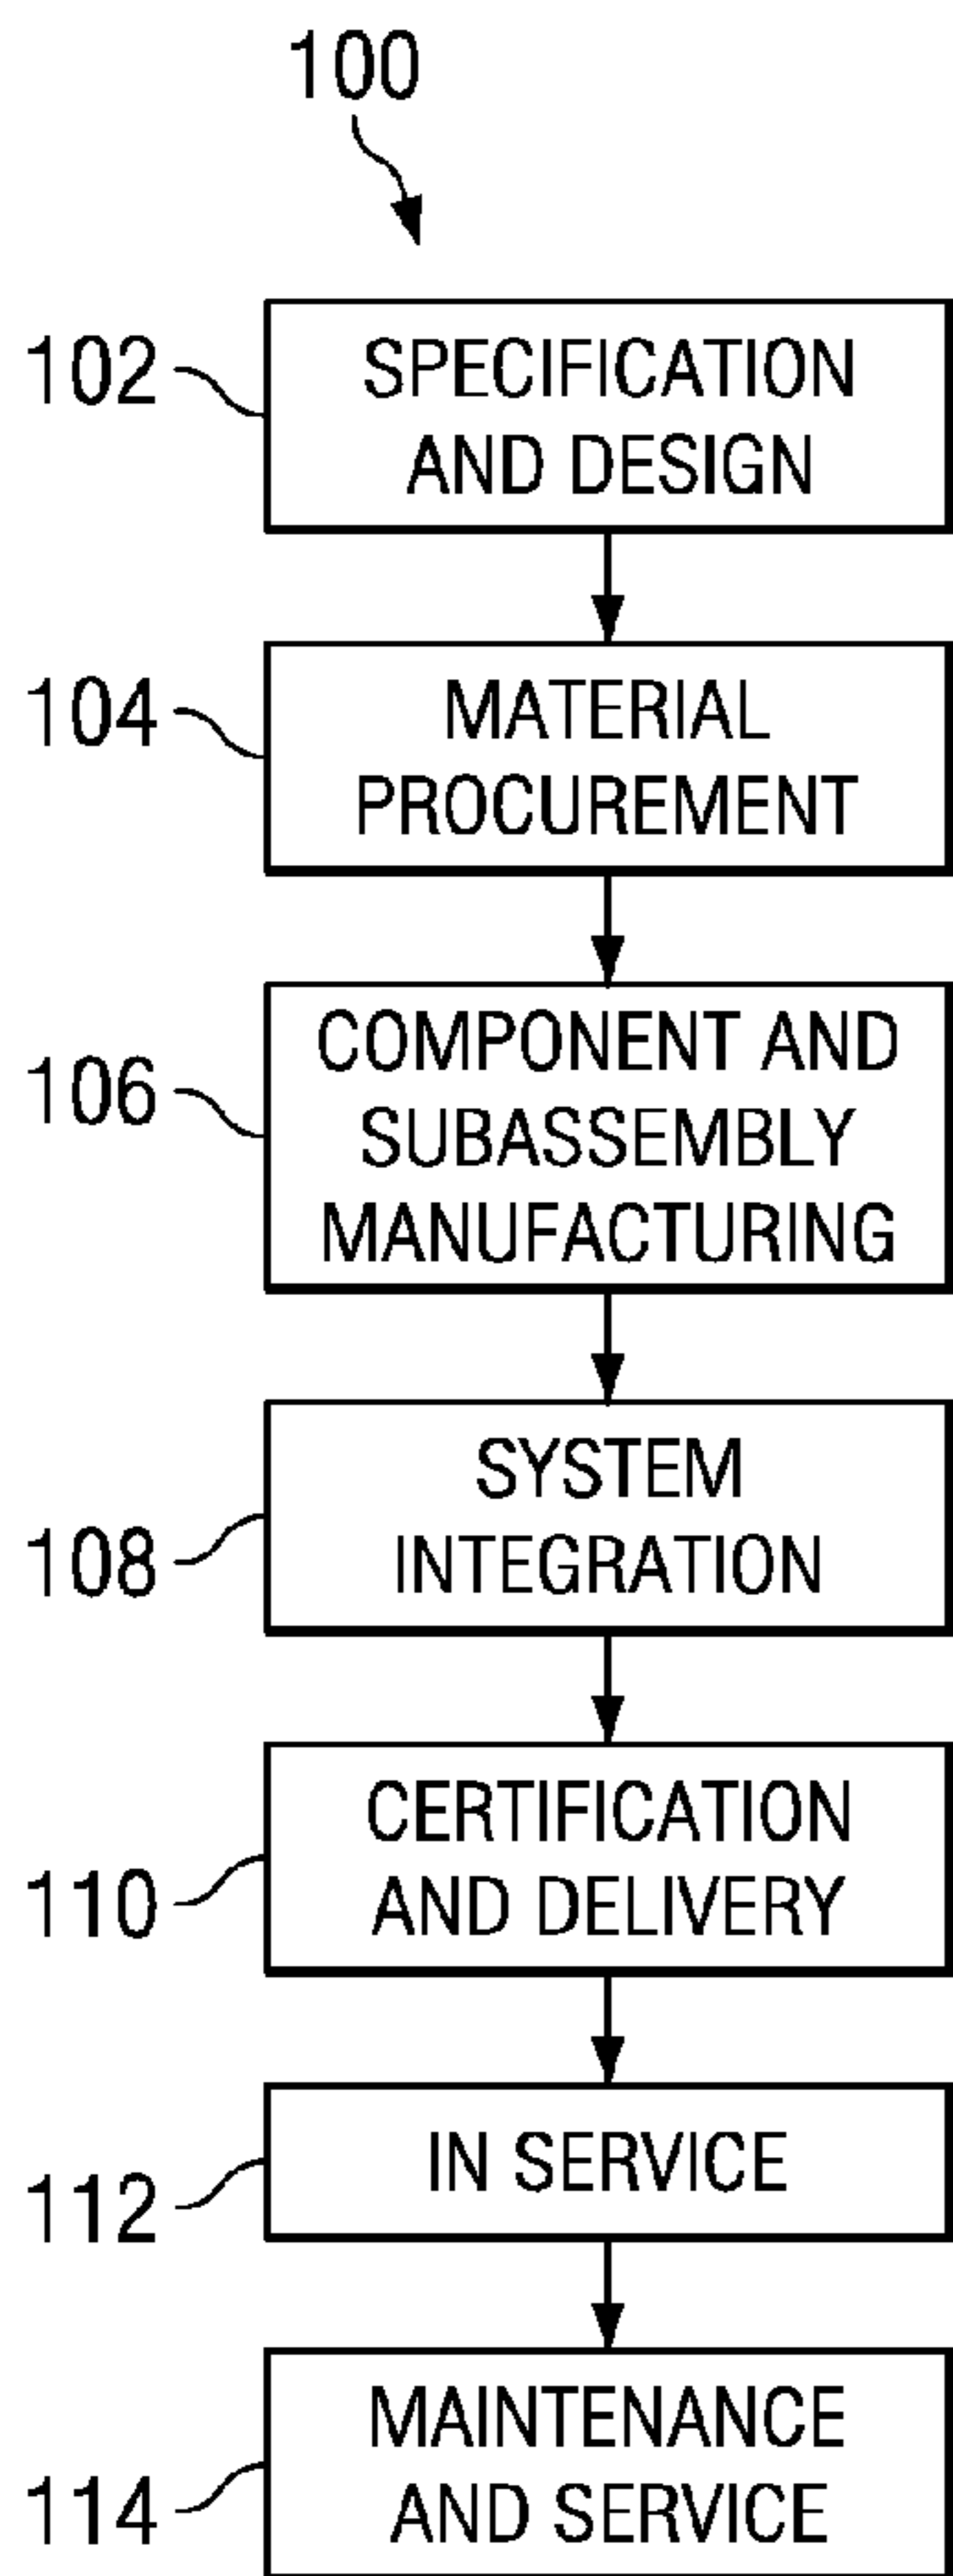 100
102
SPECIFICATION
AND DESIGN
104
MATERIAL
PROCUREMENT
106
COMPONENT AND
SUBASSEMBLY
MANUFACTURING
108
SYSTEM
INTEGRATION
110
CERTIFICATION
AND DELIVERY
112
IN SERVICE
114
MAINTENANCE
AND SERVICE